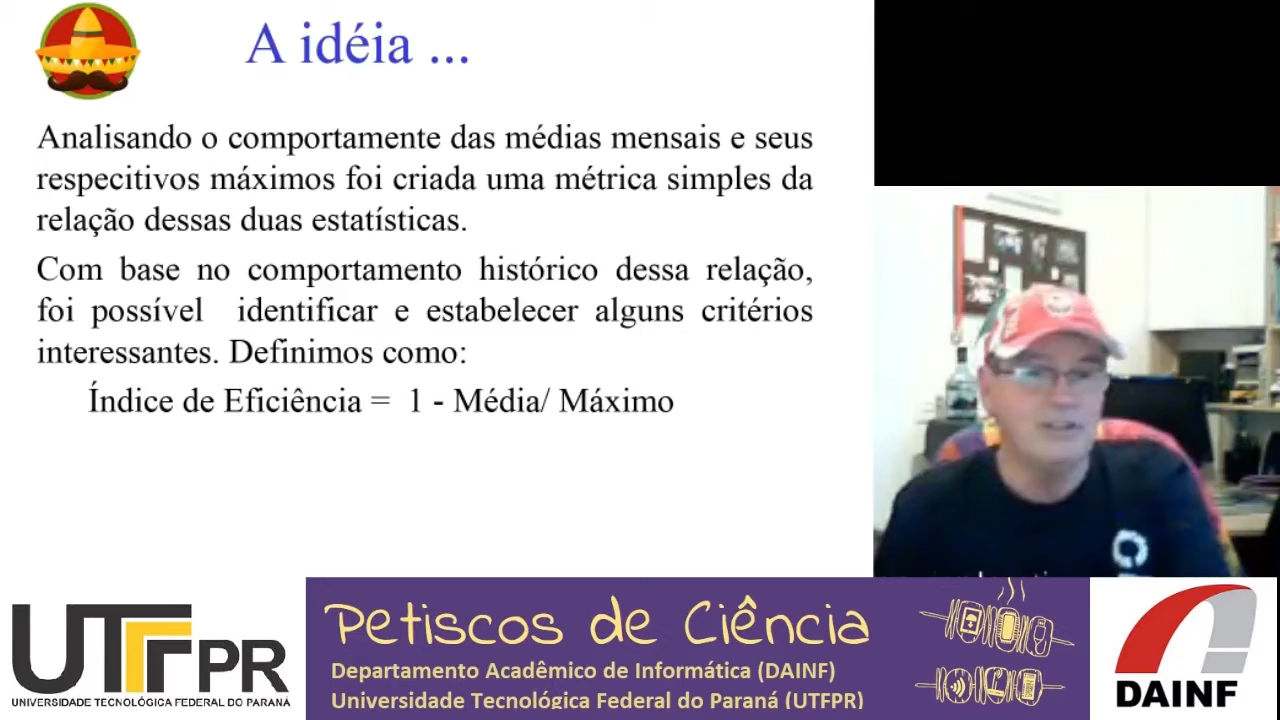 A idéia ...
Analisando o comportamente das médias mensais e seus
respecitivos máximos foi criada uma métrica simples da
relação dessas duas estatísticas.
Com base no comportamento histórico dessa relação,
foi possível identificar e estabelecer alguns critérios
interessantes. Definimos como:
Índice de Eficiência = 1 - Média/ Máximo
UTFPR
UNIVERSIDADE TECNOLÓGICA FEDERAL DO PARANÁ
Petiscos de Ciência
Departamento Acadêmico de Informática (DAINF)
Universidade Tecnológica Federal do Paraná (UTFPR)
DAINF